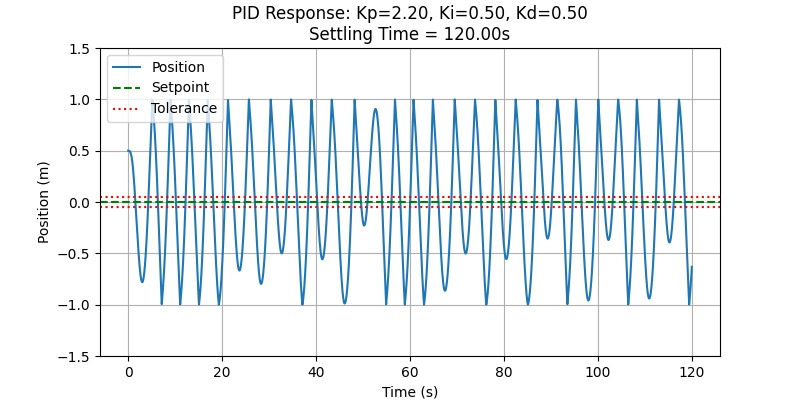 PID Response: Kp=2.20, Ki=0.50, Kd=0.50
Settling Time = 120.00s
Position
Setpoint
Tolerance
1.5
1.0
0.5
0.0
−0.5
−1.0
−1.5
Position (m)
0 20 40 60 80 100 120
Time (s)